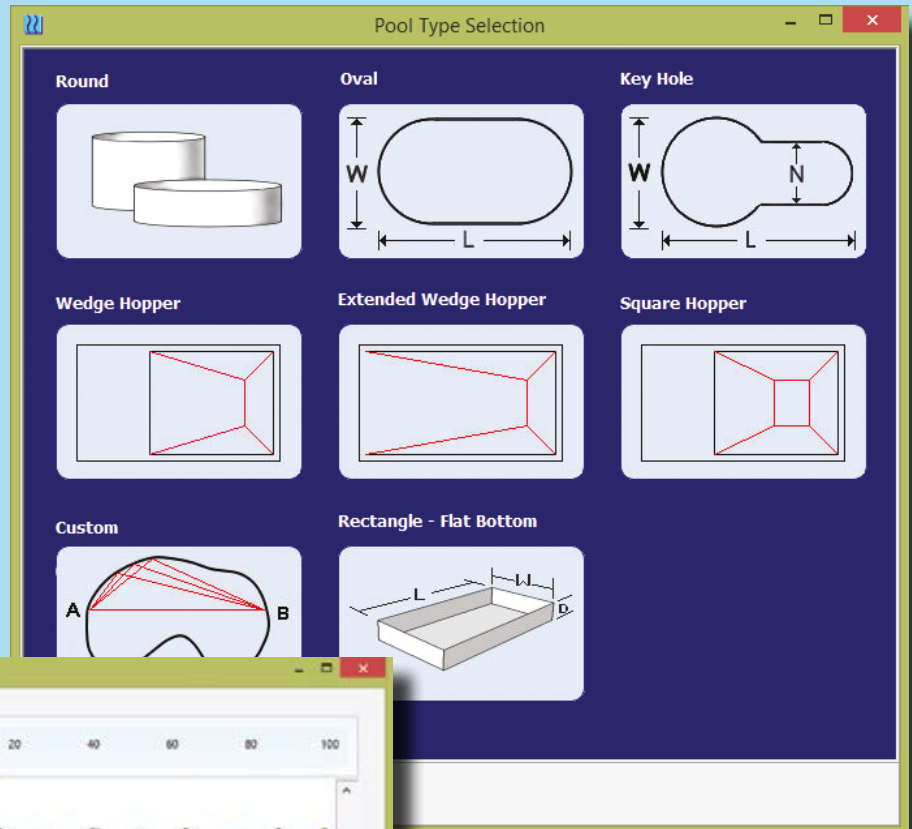 Pool Type Selection
Round
Oval
Key Hole
W
L
W
N
L
Wedge Hopper
Extended Wedge Hopper
Square Hopper
Custom
Rectangle - Flat Bottom
A
B
L
W
D
20 40 60 80 100